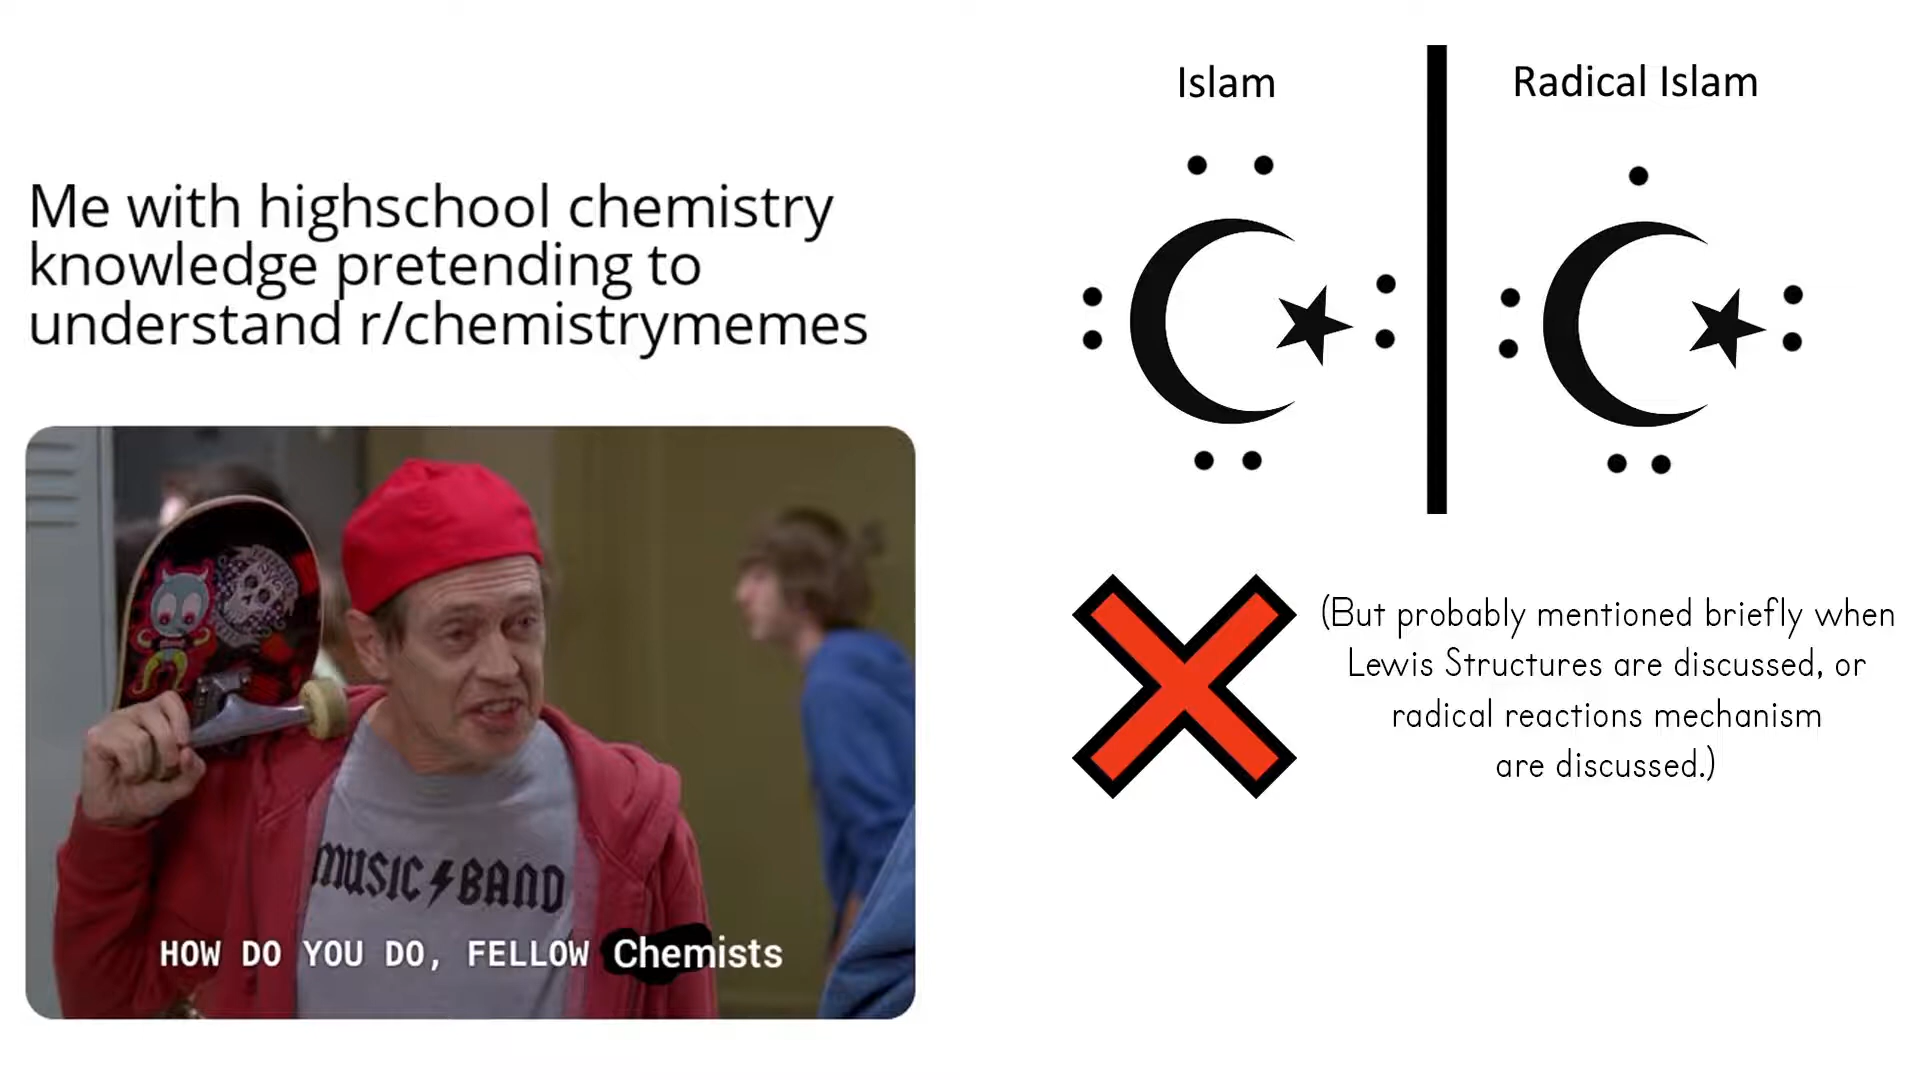 Me with highschool chemistry
knowledge pretending to
understand r/chemistrymemes
MUSIC BAND
HOW DO YOU DO, FELLOW Chemists
Islam
Radical Islam
(But probably mentioned briefly when
Lewis Structures are discussed, or
radical reactions mechanism
are discussed.)